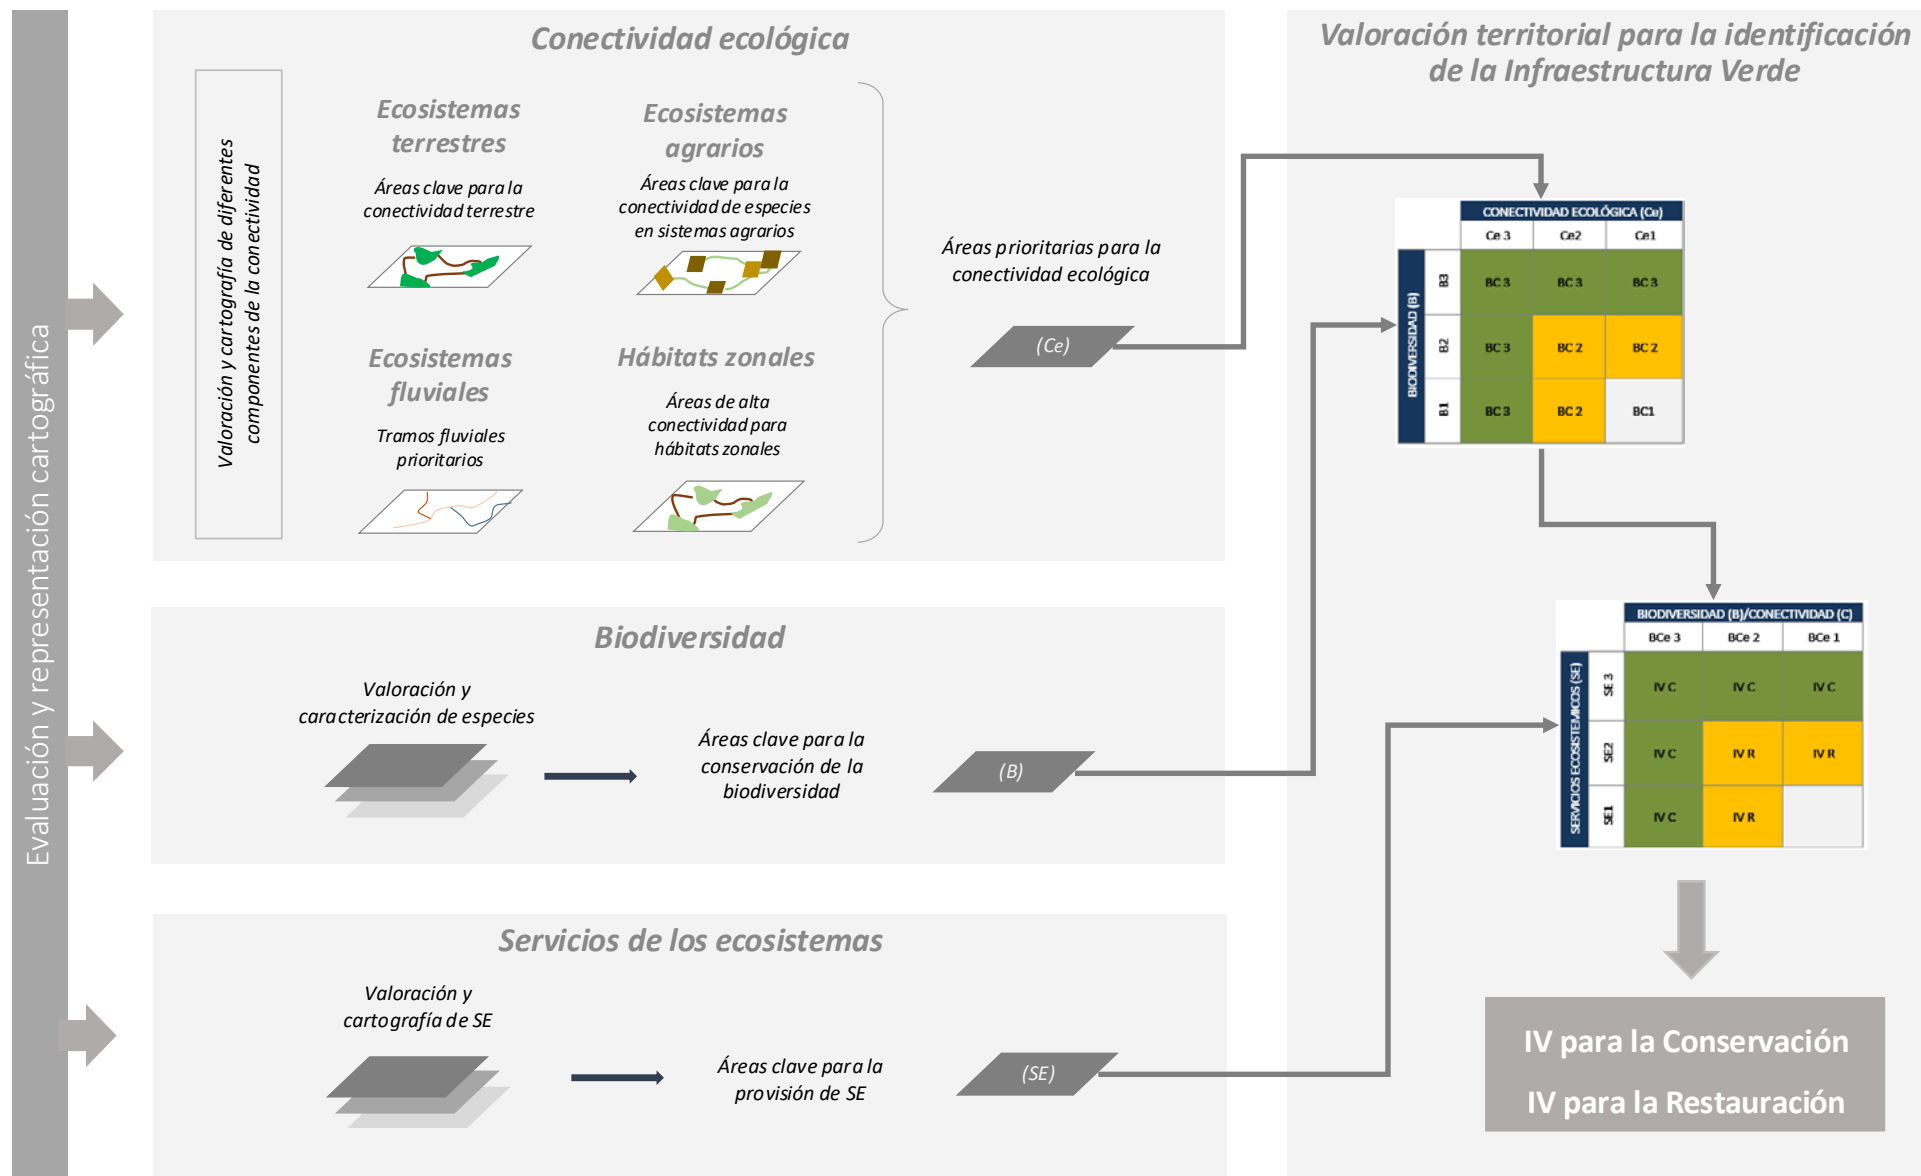 Evaluación y representación cartográfica
Conectividad ecológica
Valoración y cartografía de diferentes
componentes de la conectividad
Ecosistemas
terrestres
Áreas clave para la
conectividad terrestre
Ecosistemas
agrarios
Áreas clave para la
conectividad de especies
en sistemas agrarios
Ecosistemas
fluviales
Tramos fluviales
prioritarios
Hábitats zonales
Áreas de alta
conectividad para
hábitats zonales
Áreas prioritarias para la
conectividad ecológica
(Ce)
Biodiversidad
Valoración y
caracterización de especies
Áreas clave para la
conservación de la
biodiversidad
(B)
Servicios de los ecosistemas
Valoración y
cartografía de SE
Áreas clave para la
provisión de SE
(SE)
Valoración territorial para la identificación
de la Infraestructura Verde
CONECTIVIDAD ECOLÓGICA (Ce)
Ce 3 Ce2 Ce1
BIODIVERSIDAD (B)
B3 BC 3 BC 3 BC 3
B2 BC 3 BC 2 BC 2
B1 BC 3 BC 2 BC1
BIODIVERSIDAD (B)/CONECTIVIDAD (C)
BCe 3 BCe 2 BCe 1
SERVICIOS ECOSISTEMICOS (SE)
SE 3 IV C IV C IV C
SE2 IV C IV R IV R
SE1 IV C IV R
IV para la Conservación
IV para la Restauración